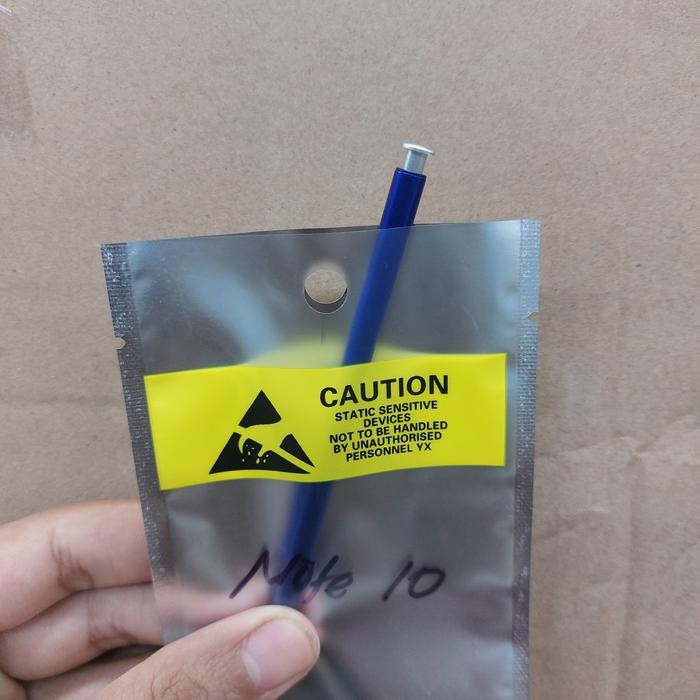 CAUTION
STATIC SENSITIVE
DEVICES
NOT TO BE HANDLED
BY UNAUTHORISED
PERSONNEL YX
Note 10